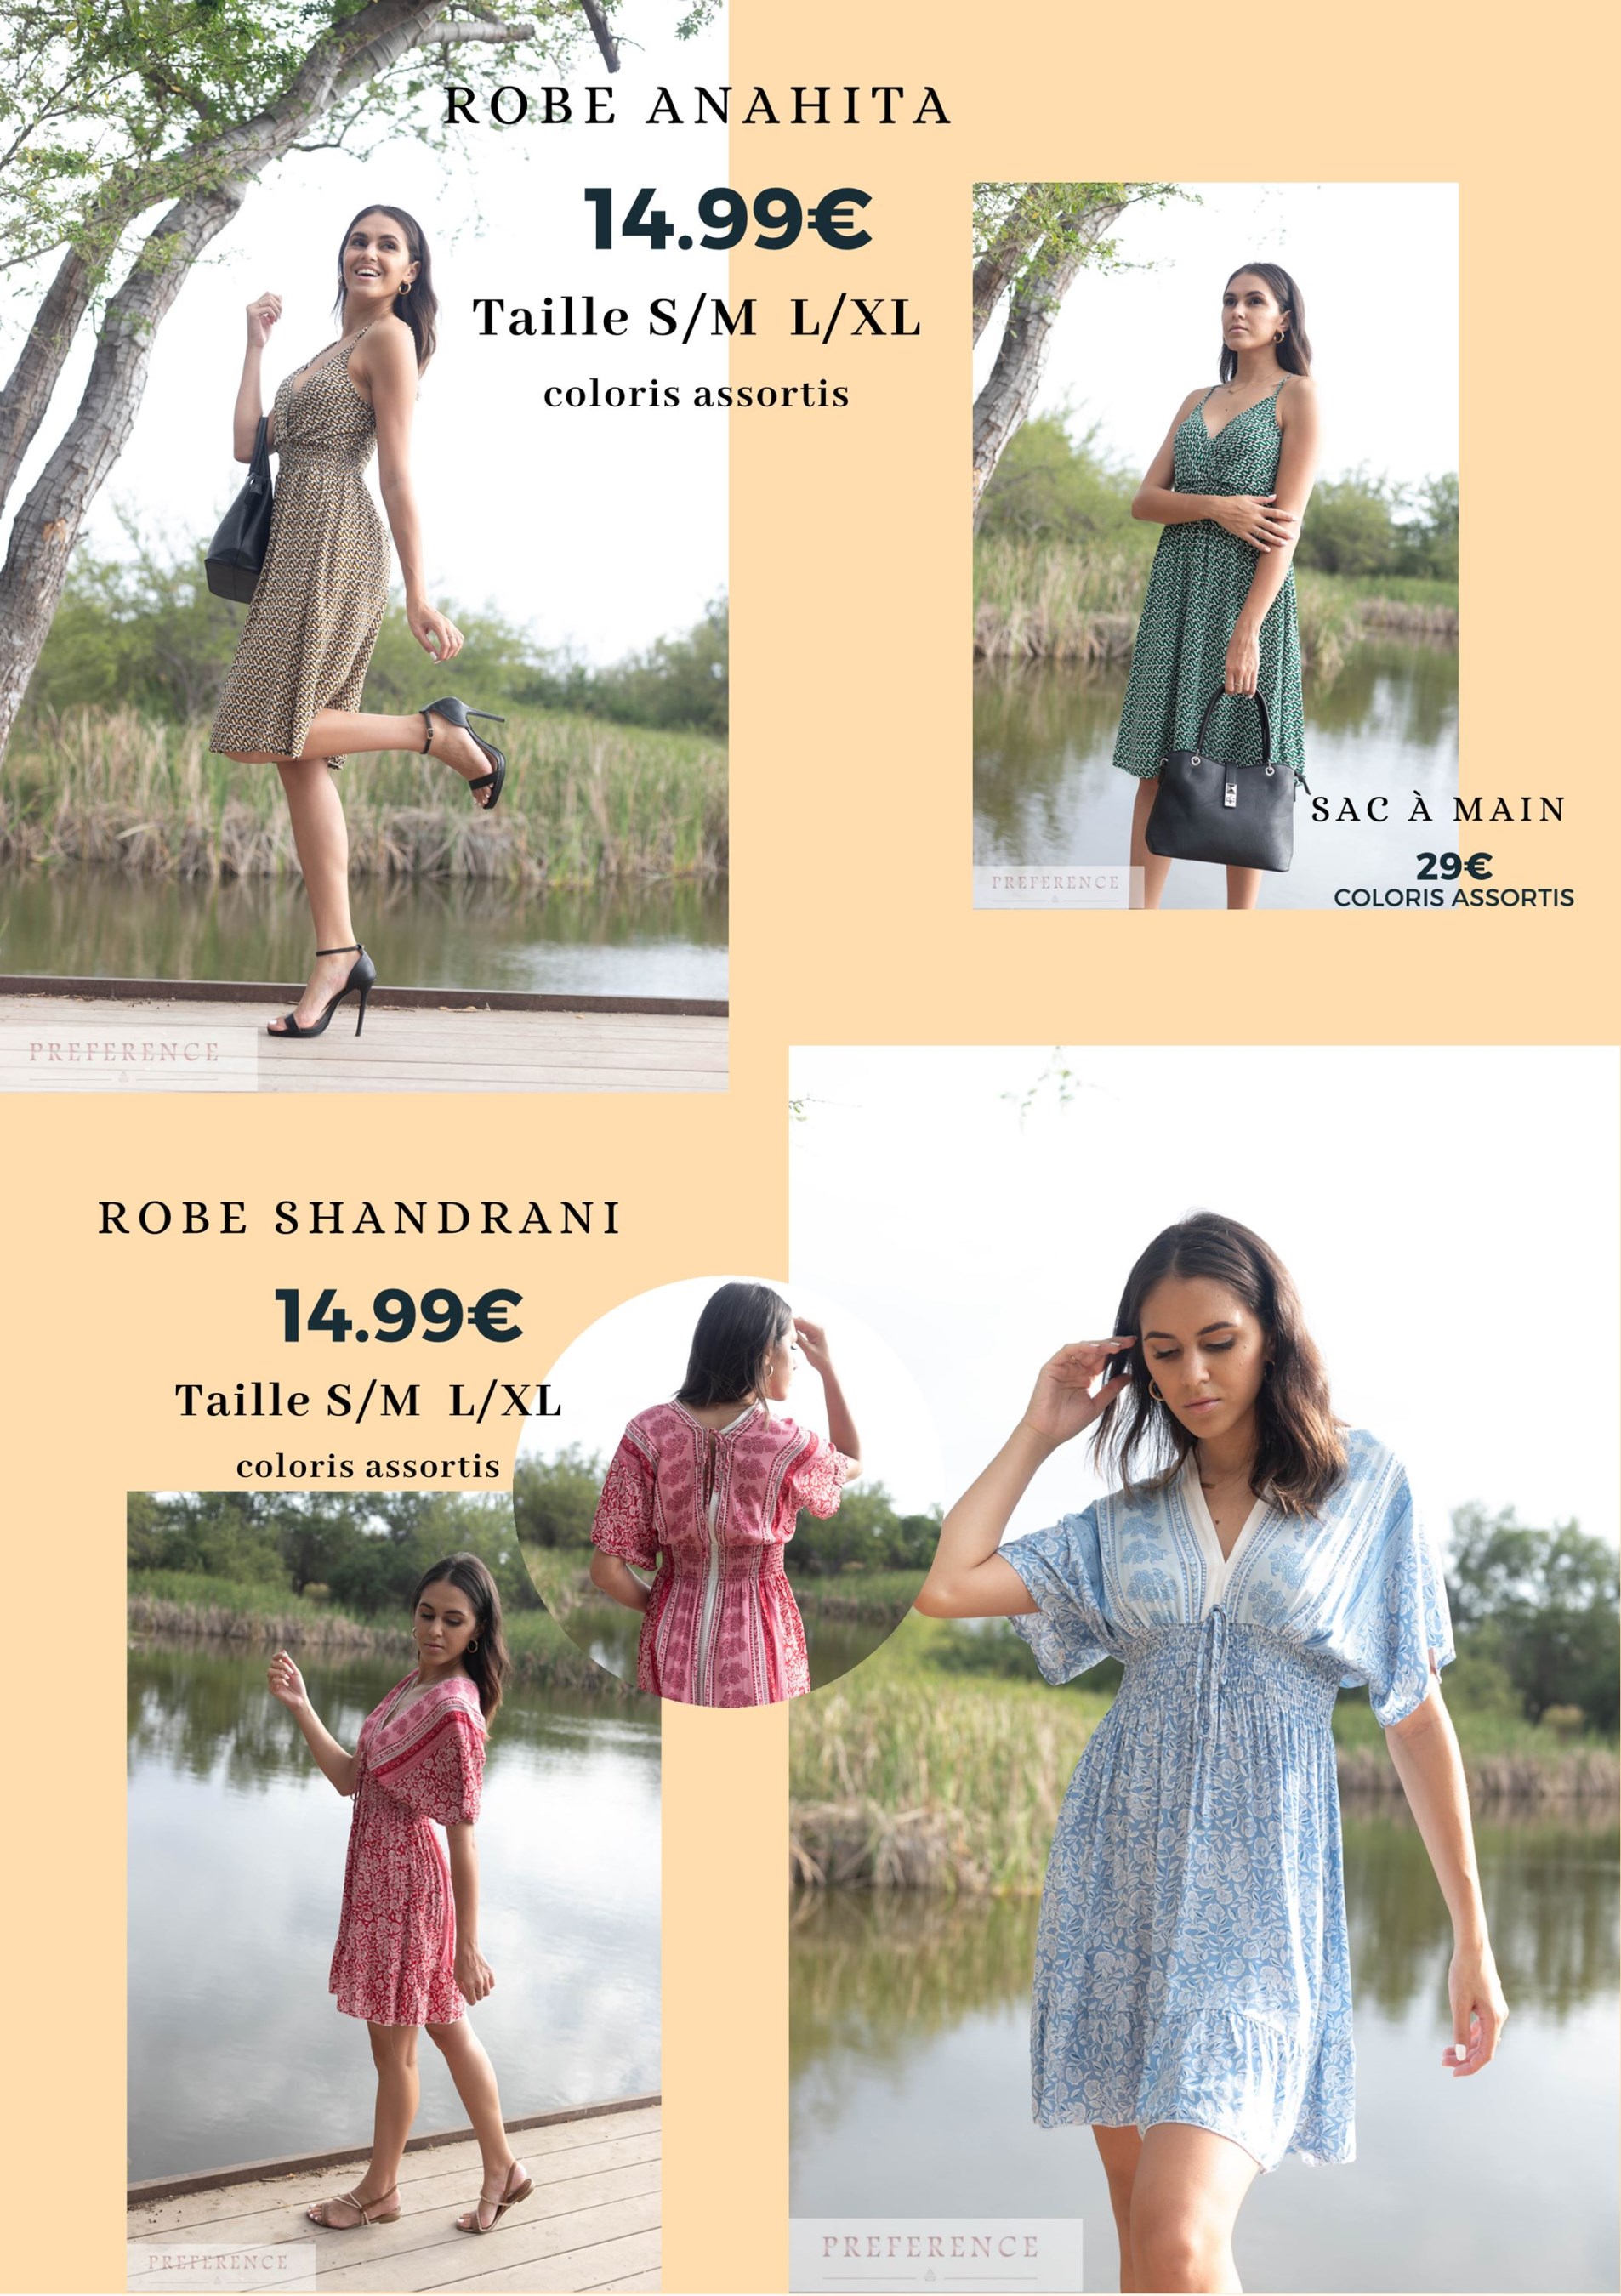 ROBE ANAHITA
14.99€
Taille S/M L/XL
coloris assortis
SAC À MAIN
29€
COLORIS ASSORTIS
PREFERENCE
PREFERENCE
ROBE SHANDRANI
14.99€
Taille S/M L/XL
coloris assortis
PREFERENCE
PREFERENCE